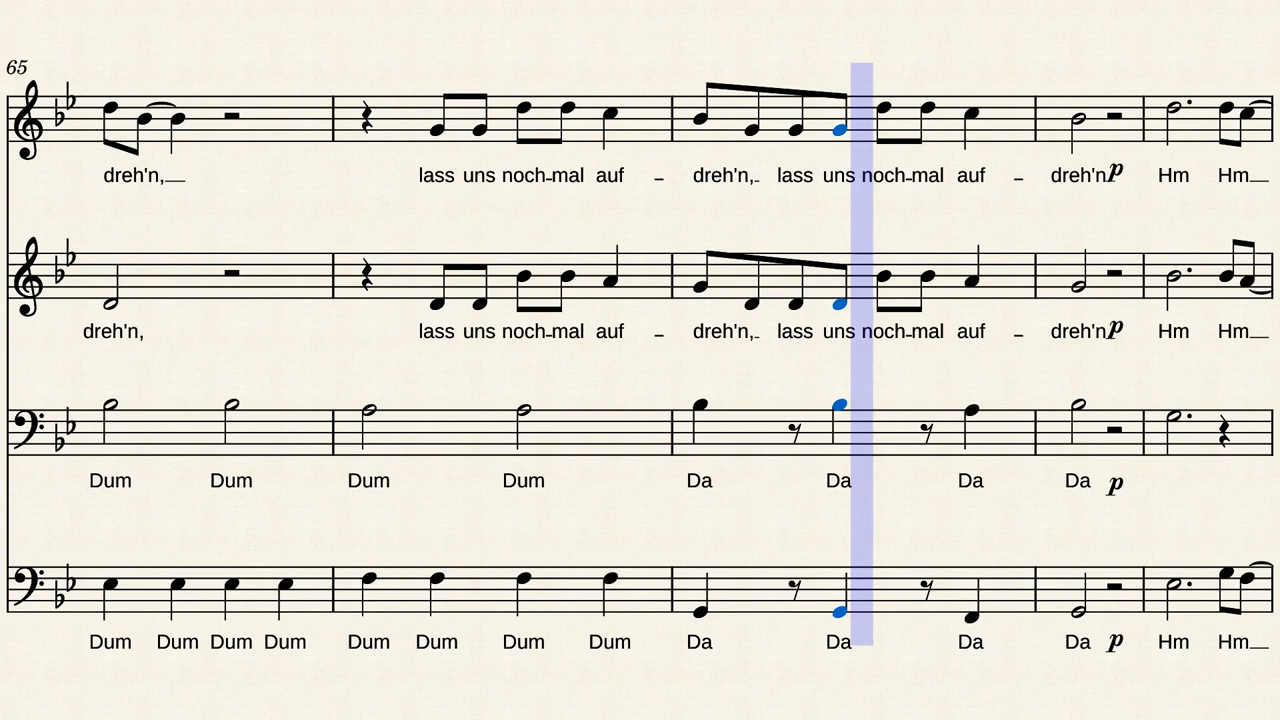 65
dreh'n, lass uns noch-mal auf - dreh'n, lass uns noch-mal auf - dreh'n p Hm Hm
dreh'n, lass uns noch-mal auf - dreh'n, lass uns noch-mal auf - dreh'n p Hm Hm
Dum Dum Dum Dum Da Da Da Da p
Dum Dum Dum Dum Dum Dum Dum Dum Da Da Da Da p Hm Hm